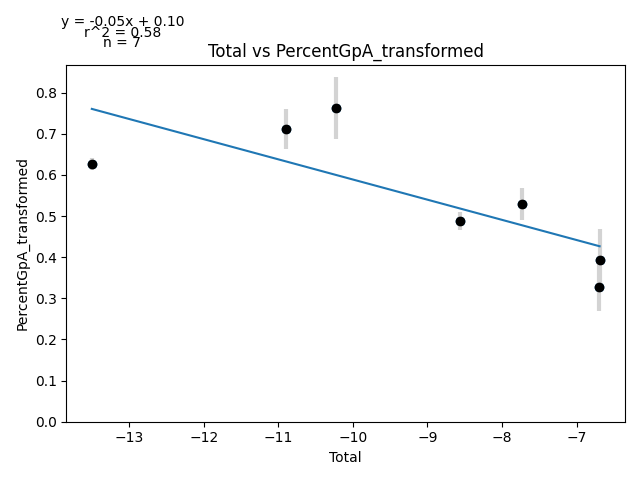 y = -0.05x + 0.10
r^2 = 0.58
n = 7
Total vs PercentGpA_transformed
PercentGpA_transformed
0.8
0.7
0.6
0.5
0.4
0.3
0.2
0.1
0.0
−13 −12 −11 −10 −9 −8 −7
Total